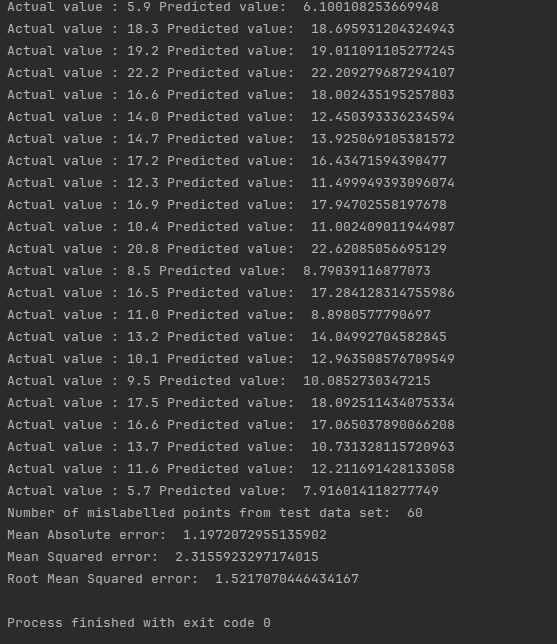 Actual value : 5.9 Predicted value:  6.100108253669948
Actual value : 18.3 Predicted value:  18.695931204324943
Actual value : 19.2 Predicted value:  19.011091105277245
Actual value : 22.2 Predicted value:  22.209279687294107
Actual value : 16.6 Predicted value:  18.002435195257803
Actual value : 14.0 Predicted value:  12.450393336234594
Actual value : 14.7 Predicted value:  13.925069105381572
Actual value : 17.2 Predicted value:  16.43471594390477
Actual value : 12.3 Predicted value:  11.499949393096074
Actual value : 16.9 Predicted value:  17.94702558197678
Actual value : 10.4 Predicted value:  11.002409011944987
Actual value : 20.8 Predicted value:  22.62085056695129
Actual value : 8.5 Predicted value:  8.79039116877073
Actual value : 16.5 Predicted value:  17.284128314755986
Actual value : 11.0 Predicted value:  8.8980577790697
Actual value : 13.2 Predicted value:  14.04992704582845
Actual value : 10.1 Predicted value:  12.963508576709549
Actual value : 9.5 Predicted value:  10.0852730347215
Actual value : 17.5 Predicted value:  18.092511434075334
Actual value : 16.6 Predicted value:  17.065037890066208
Actual value : 13.7 Predicted value:  10.731328115720963
Actual value : 11.6 Predicted value:  12.211691428133058
Actual value : 5.7 Predicted value:  7.916014118277749
Number of mislabelled points from test data set:  60
Mean Absolute error:  1.1972072955135902
Mean Squared error:  2.3155923297174015
Root Mean Squared error:  1.5217070446434167
Process finished with exit code 0